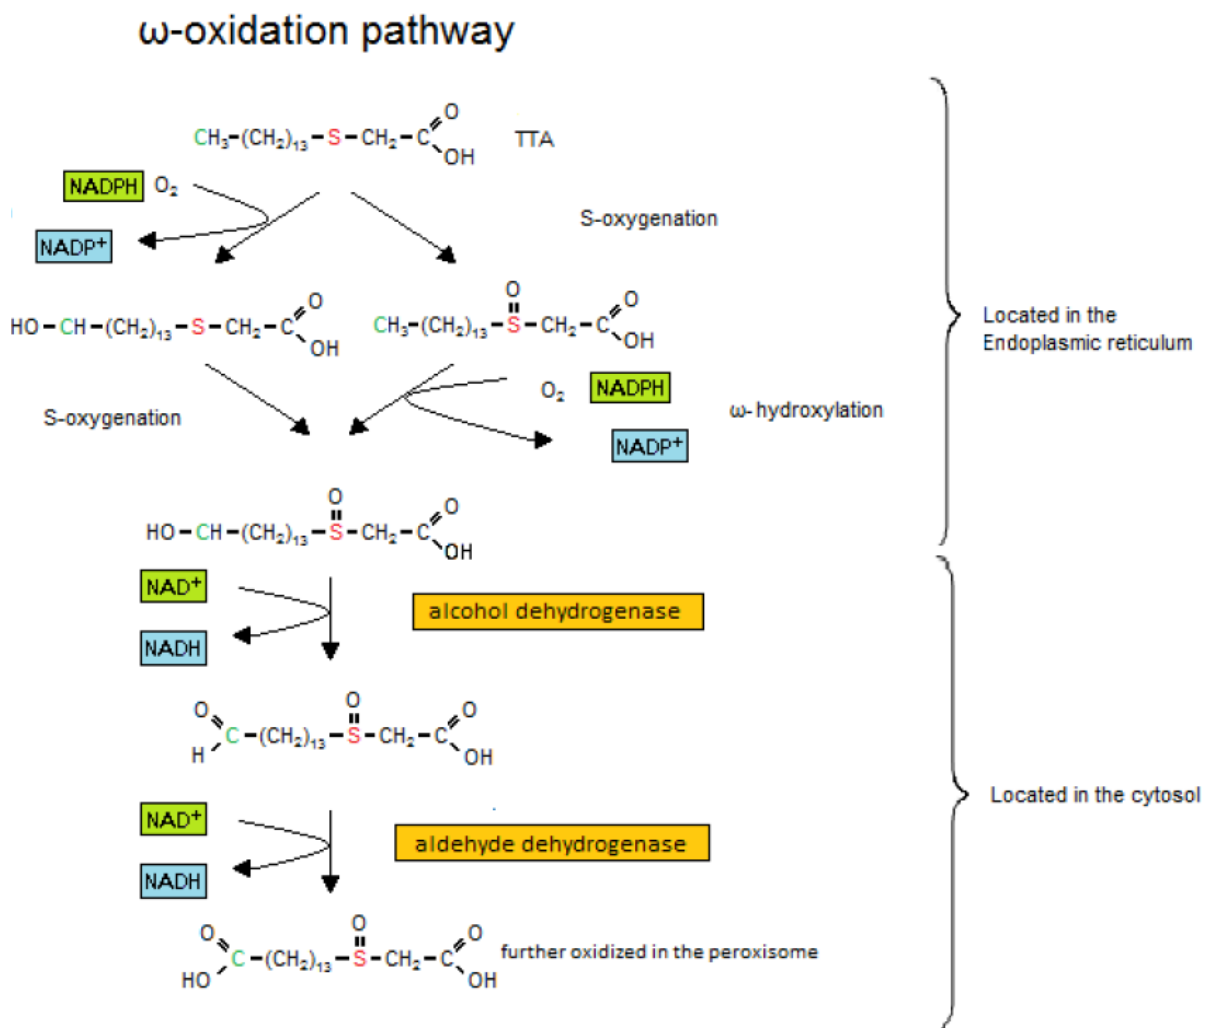 ω-oxidation pathway
CH₃-(CH₂)₁₃-S-CH₂-C
O
OH
TTA
NADPH O₂
NADP⁺
S-oxygenation
HO-CH-(CH₂)₁₃-S-CH₂-C
O
OH
O
CH₃-(CH₂)₁₃-S-CH₂-C
O
OH
Located in the
Endoplasmic reticulum
S-oxygenation
O₂ NADPH
ω-hydroxylation
NADP⁺
O
HO-CH-(CH₂)₁₃-S-CH₂-C
O
OH
NAD⁺
alcohol dehydrogenase
NADH
O
H
C-(CH₂)₁₃-S-CH₂-C
O
O
OH
Located in the cytosol
NAD⁺
aldehyde dehydrogenase
NADH
O
HO
C-(CH₂)₁₃-S-CH₂-C
O
O
OH
further oxidized in the peroxisome